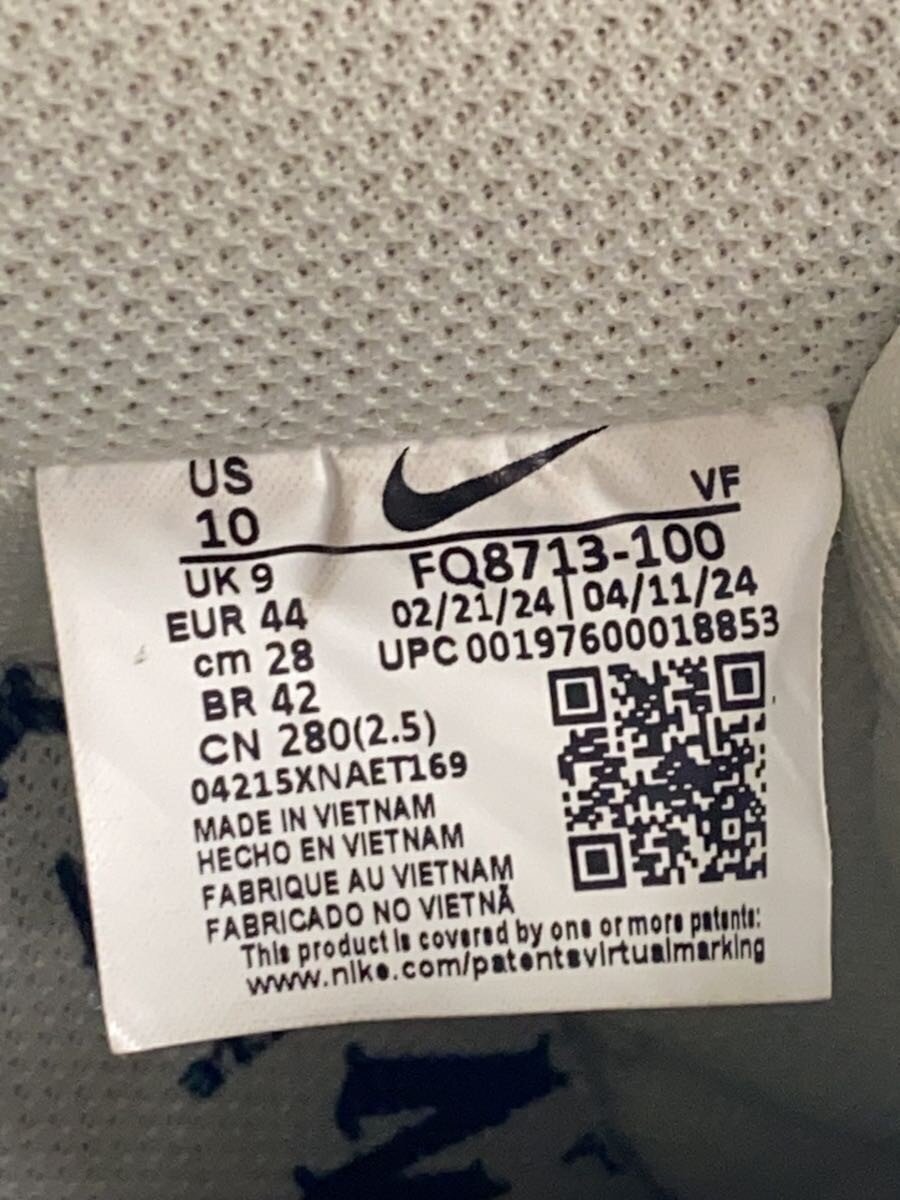 US
10
VF
UK 9
EUR 44
cm 28
BR 42
CN 280(2.5)
FQ8713-100
02/21/24 | 04/11/24
UPC 00197600018853
04215XNAET169
MADE IN VIETNAM
HECHO EN VIETNAM
FABRIQUE AU VIETNAM
FABRICADO NO VIETNÃ
This product is covered by one or more patents:
www.nike.com/patentsvirtualmarking